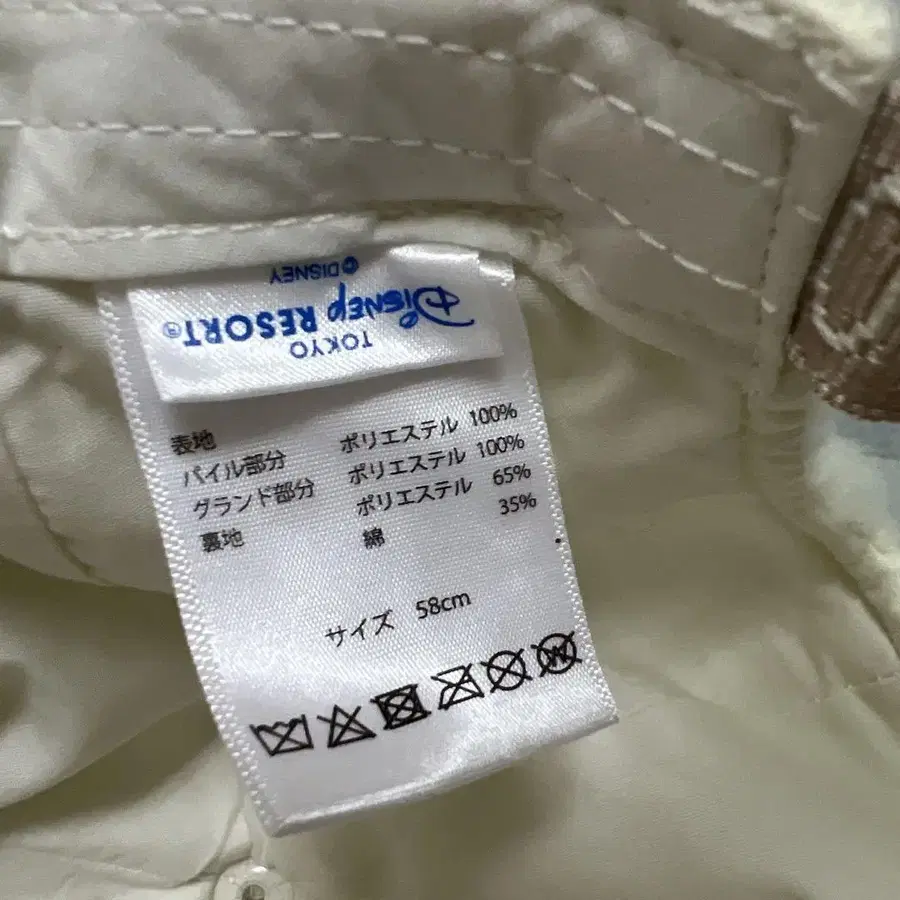 © DISNEY
TOKYO
Disney RESORT®
表地
パイル部分 ポリエステル 100%
グランド部分 ポリエステル 100%
裏地 ポリエステル 65%
綿 35%
サイズ 58cm